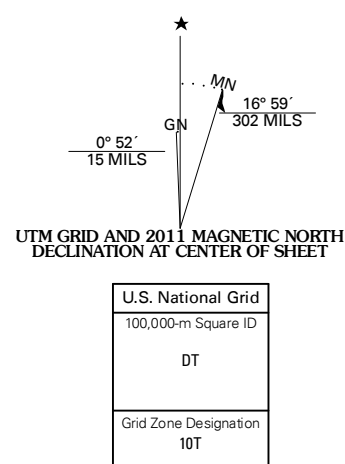 ★
MN
16° 59´
302 MILS
GN
0° 52´
15 MILS
UTM GRID AND 2011 MAGNETIC NORTH
DECLINATION AT CENTER OF SHEET
U.S. National Grid
100,000-m Square ID
DT
Grid Zone Designation
10T